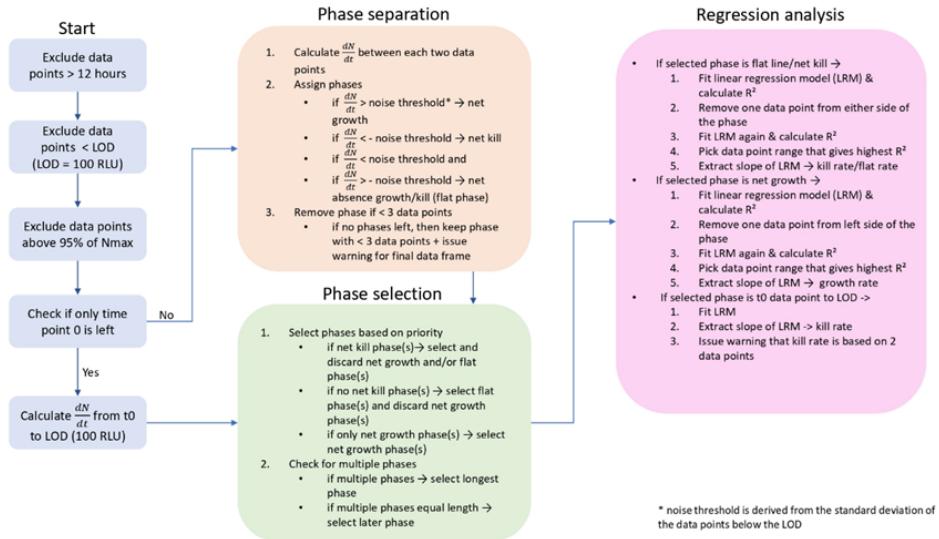 Start
Exclude data
points > 12 hours
Exclude data
points < LOD
(LOD = 100 RLU)
Exclude data points
above 95% of Nmax
Check if only time
point 0 is left
No
Yes
Calculate dN/dt from t0
to LOD (100 RLU)
Phase separation
1. Calculate dN/dt between each two data
points
2. Assign phases
• if dN/dt > noise threshold* → net
growth
• if dN/dt < - noise threshold → net kill
• if dN/dt < noise threshold and
• if dN/dt > - noise threshold → net
absence growth/kill (flat phase)
3. Remove phase if < 3 data points
• if no phases left, then keep phase
with < 3 data points + issue
warning for final data frame
Phase selection
1. Select phases based on priority
• if net kill phase(s) → select and
discard net growth and/or flat
phase(s)
• if no net kill phase(s) → select flat
phase(s) and discard net growth
phase(s)
• if only net growth phase(s) → select
net growth phase(s)
2. Check for multiple phases
• if multiple phases → select longest
phase
• if multiple phases equal length →
select later phase
Regression analysis
• If selected phase is flat line/net kill →
1. Fit linear regression model (LRM) &
calculate R²
2. Remove one data point from either side of
the phase
3. Fit LRM again & calculate R²
4. Pick data point range that gives highest R²
5. Extract slope of LRM → kill rate/flat rate
• If selected phase is net growth →
1. Fit linear regression model (LRM) &
calculate R²
2. Remove one data point from left side of the
phase
3. Fit LRM again & calculate R²
4. Pick data point range that gives highest R²
5. Extract slope of LRM → growth rate
• If selected phase is t0 data point to LOD ->
1. Fit LRM
2. Extract slope of LRM -> kill rate
3. Issue warning that kill rate is based on 2
data points
* noise threshold is derived from the standard deviation of
the data points below the LOD